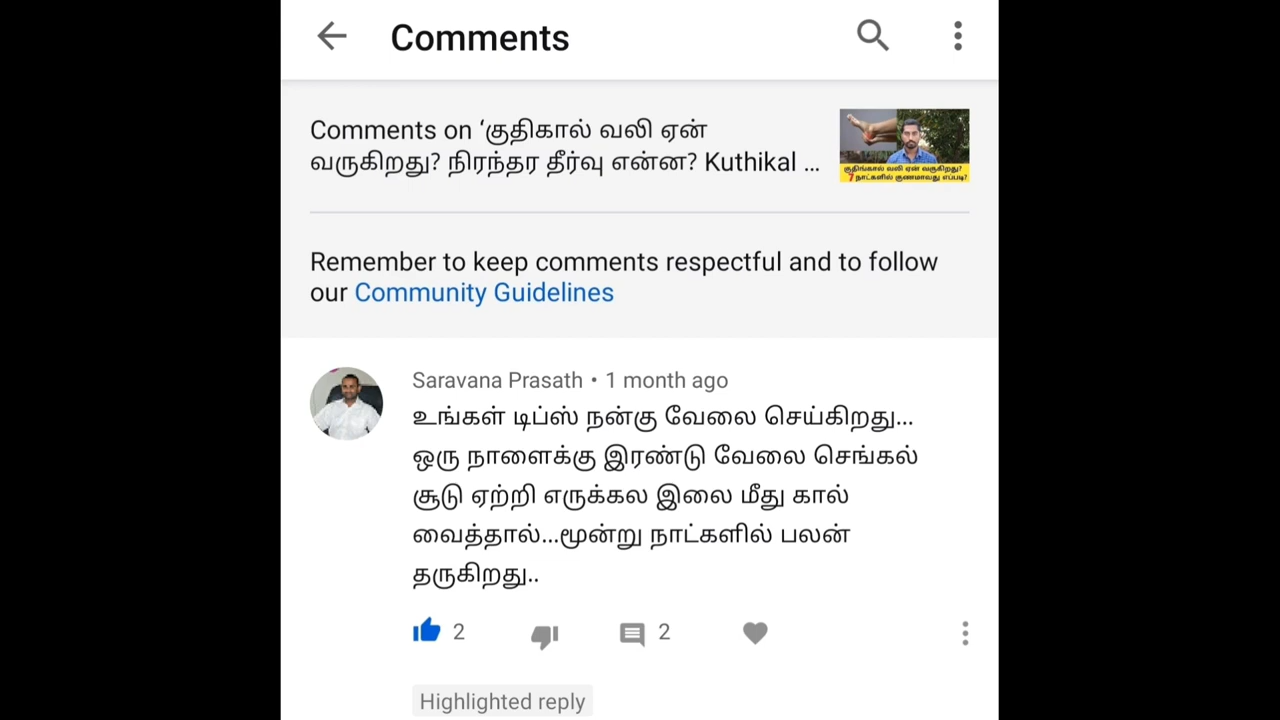 Comments
Comments on ‘குதிகால் வலி ஏன்
வருகிறது? நிரந்தர தீர்வு என்ன? Kuthikal ...
குதிங்கால் வலி ஏன் வருகிறது?
7 நாட்களில் குணமாவது எப்படி?
Remember to keep comments respectful and to follow
our Community Guidelines
Saravana Prasath • 1 month ago
உங்கள் டிப்ஸ் நன்கு வேலை செய்கிறது...
ஒரு நாளைக்கு இரண்டு வேலை செங்கல்
சூடு ஏற்றி எருக்கல இலை மீது கால்
வைத்தால்...மூன்று நாட்களில் பலன்
தருகிறது..
2
2
Highlighted reply